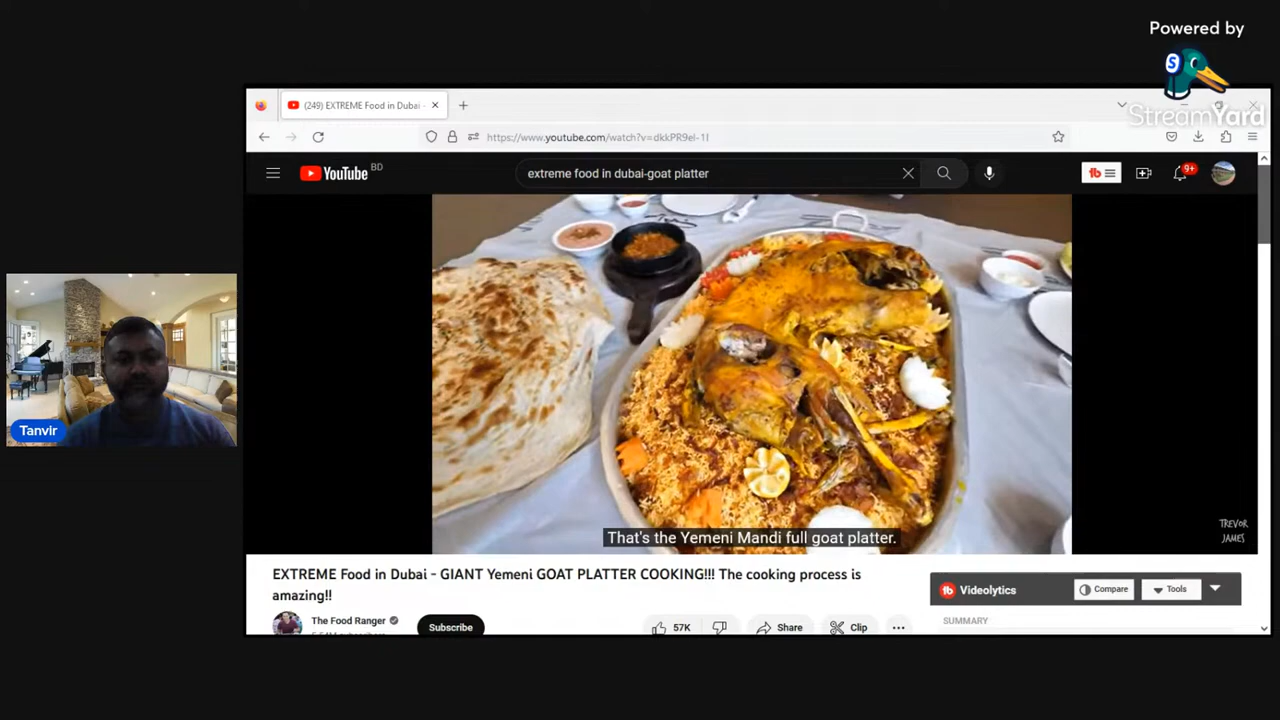 Powered by
S
StreamYard
(249) EXTREME Food in Dubai -
https://www.youtube.com/watch?v=dkkPR9el-1I
YouTube BD
extreme food in dubai-goat platter
tb
9+
That's the Yemeni Mandi full goat platter.
TREVOR
JAMES
Tanvir
EXTREME Food in Dubai - GIANT Yemeni GOAT PLATTER COOKING!!! The cooking process is
amazing!!
tb Videolytics Compare Tools
The Food Ranger
Subscribe
57K
Share
Clip
SUMMARY